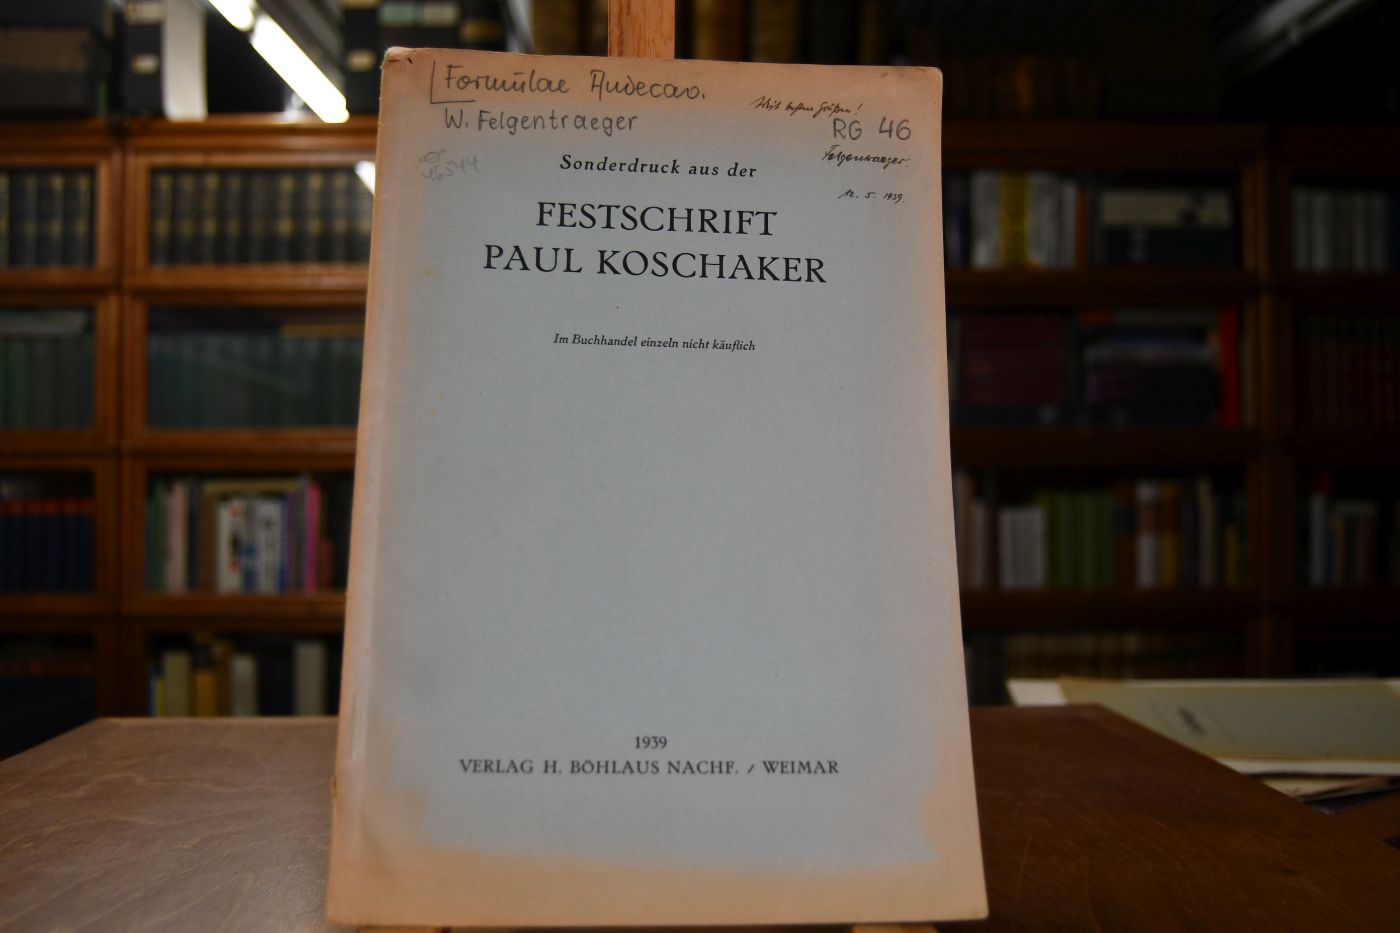 Formulae Andecav.
W. Felgentraeger
Mit besten Grüßen!
RG 46
Felgentraeger.
12. 5. 1939.
46544
Sonderdruck aus der
FESTSCHRIFT
PAUL KOSCHAKER
Im Buchhandel einzeln nicht käuflich
1939
VERLAG H. BÖHLAUS NACHF. / WEIMAR